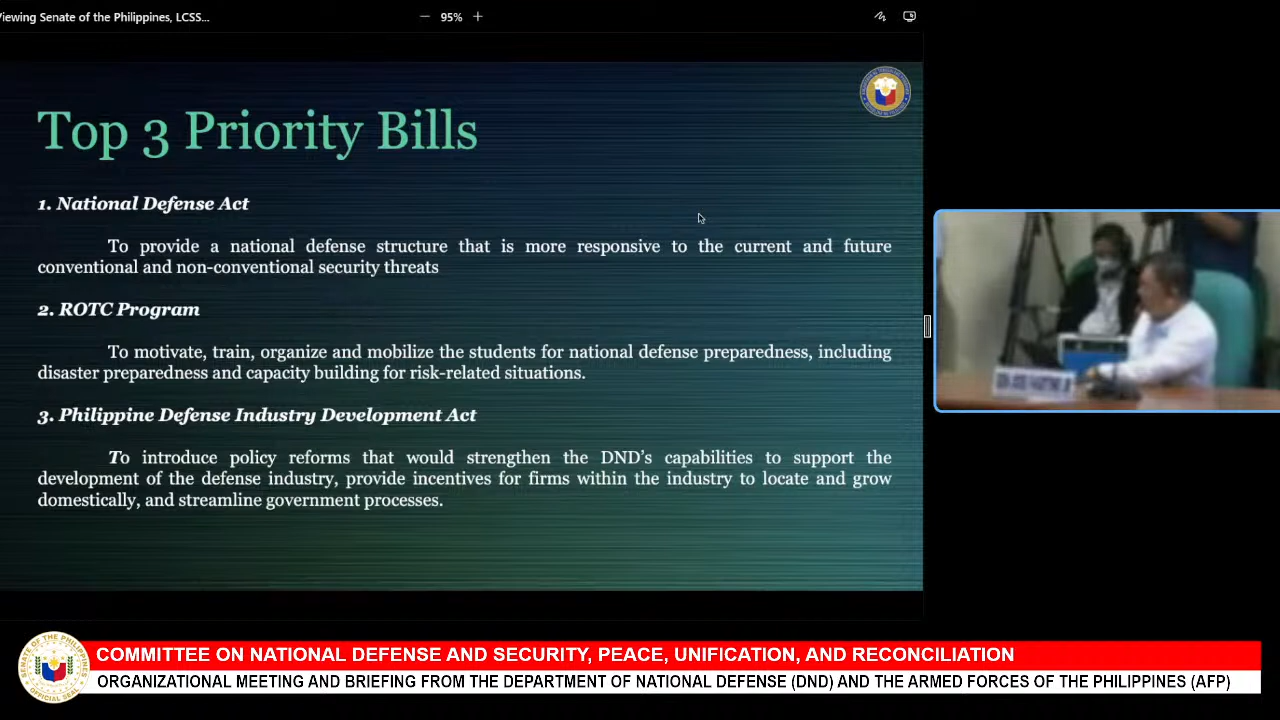 Viewing Senate of the Philippines, LCSS...
95%
Top 3 Priority Bills
1. National Defense Act
To provide a national defense structure that is more responsive to the current and future
conventional and non-conventional security threats
2. ROTC Program
To motivate, train, organize and mobilize the students for national defense preparedness, including
disaster preparedness and capacity building for risk-related situations.
3. Philippine Defense Industry Development Act
To introduce policy reforms that would strengthen the DND's capabilities to support the
development of the defense industry, provide incentives for firms within the industry to locate and grow
domestically, and streamline government processes.
SENATE OF THE PHILIPPINES
OFFICIAL SEAL
COMMITTEE ON NATIONAL DEFENSE AND SECURITY, PEACE, UNIFICATION, AND RECONCILIATION
ORGANIZATIONAL MEETING AND BRIEFING FROM THE DEPARTMENT OF NATIONAL DEFENSE (DND) AND THE ARMED FORCES OF THE PHILIPPINES (AFP)